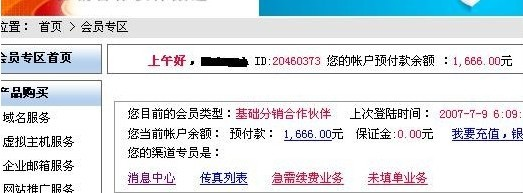 位置： 首页 > 会员专区
会员专区首页
上午好， ID:20460373 您的帐户预付款余额 ：1,666.00元
产品购买
域名服务
虚拟主机服务
企业邮箱服务
网站推广服务
您目前的会员类型：基础分销合作伙伴 上次登陆时间： 2007-7-9 6:09:
您当前帐户余额： 预付款： 1,666.00元 保证金:0.00元 我要充值，银
您的渠道专员是：
消息中心 传真列表 急需续费业务 未填单业务